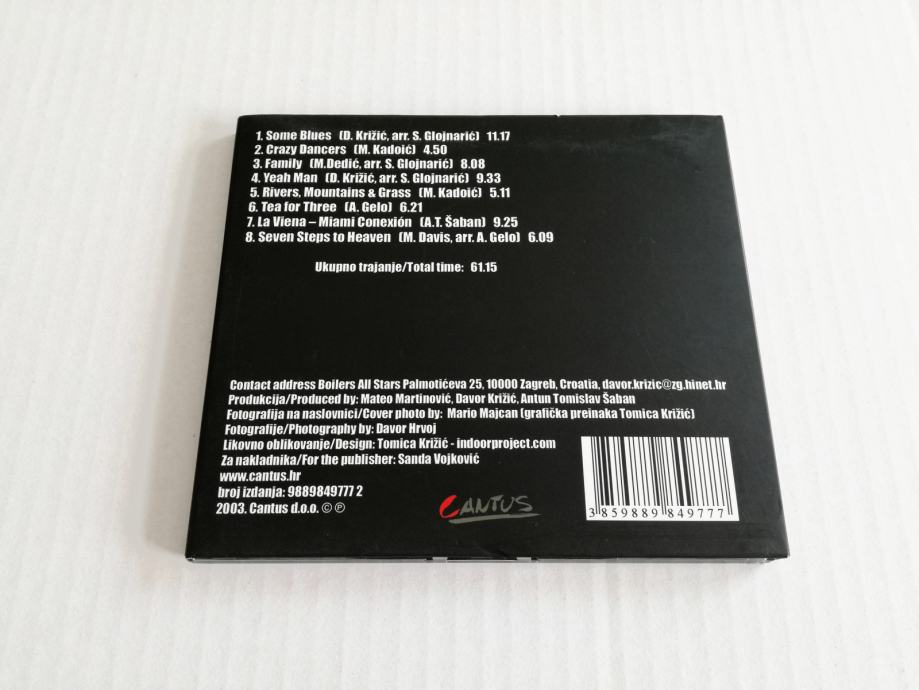 1. Some Blues (D. Križić, arr. S. Glojnarić) 11.17
2. Crazy Dancers (M. Kadoić) 4.50
3. Family (M.Dedić, arr. S. Glojnarić) 8.08
4. Yeah Man (D. Križić, arr. S. Glojnarić) 9.33
5. Rivers, Mountains & Grass (M. Kadoić) 5.11
6. Tea for Three (A. Gelo) 6.21
7. La Viena – Miami Conexión (A.T. Šaban) 9.25
8. Seven Steps to Heaven (M. Davis, arr. A. Gelo) 6.09
Ukupno trajanje/Total time: 61.15
Contact address Boilers All Stars Palmotićeva 25, 10000 Zagreb, Croatia, davor.krizic@zg.hinet.hr
Produkcija/Produced by: Mateo Martinović, Davor Križić, Antun Tomislav Šaban
Fotografija na naslovnici/Cover photo by: Mario Majcan (grafička preinaka Tomica Križić)
Fotografije/Photography by: Davor Hrvoj
Likovno oblikovanje/Design: Tomica Križić - indoorproject.com
Za nakladnika/For the publisher: Sanda Vojković
www.cantus.hr
broj izdanja: 9889849777 2
2003. Cantus d.o.o. © ℗
CANTUS
3 859889 849777